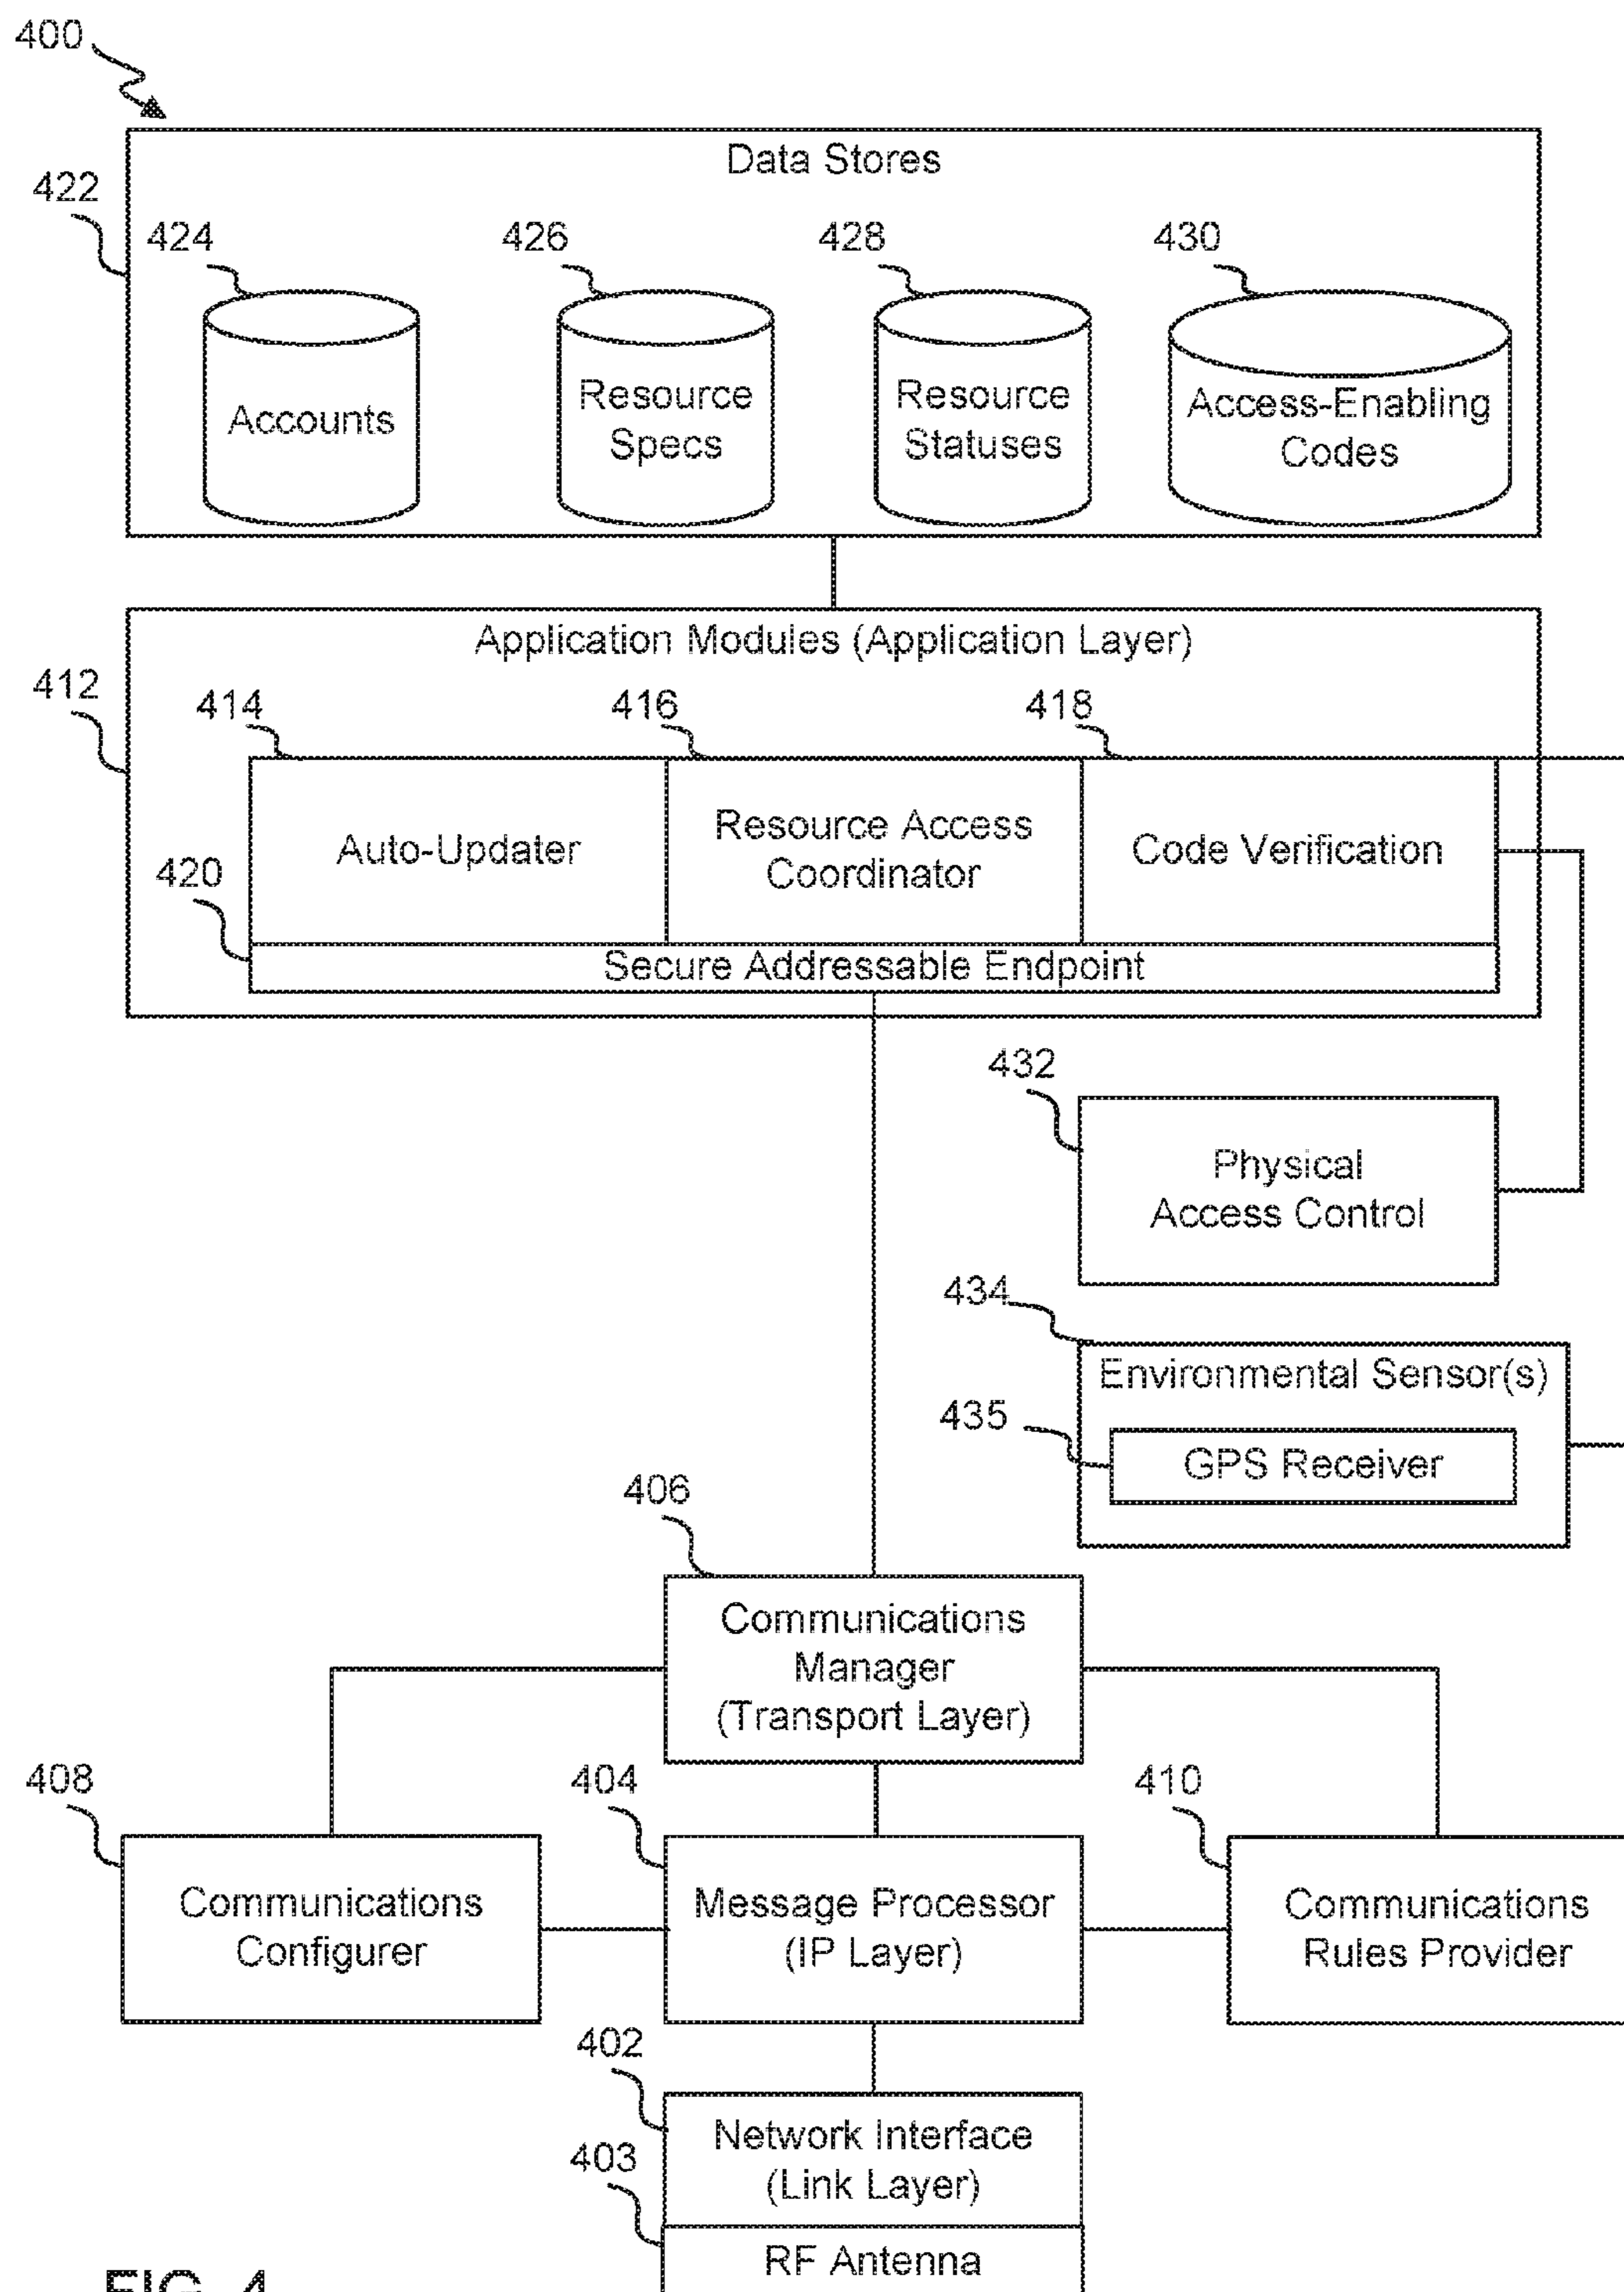 400
Data Stores
422
424
426
428
430
Accounts
Resource
Specs
Resource
Statuses
Access-Enabling
Codes
Application Modules (Application Layer)
412
414
416
418
Auto-Updater
Resource Access
Coordinator
Code Verification
420
Secure Addressable Endpoint
432
Physical
Access Control
434
Environmental Sensor(s)
435
GPS Receiver
406
Communications
Manager
(Transport Layer)
408
404
410
Communications
Configurer
Message Processor
(IP Layer)
Communications
Rules Provider
402
Network Interface
(Link Layer)
403
RF Antenna
FIG. 4